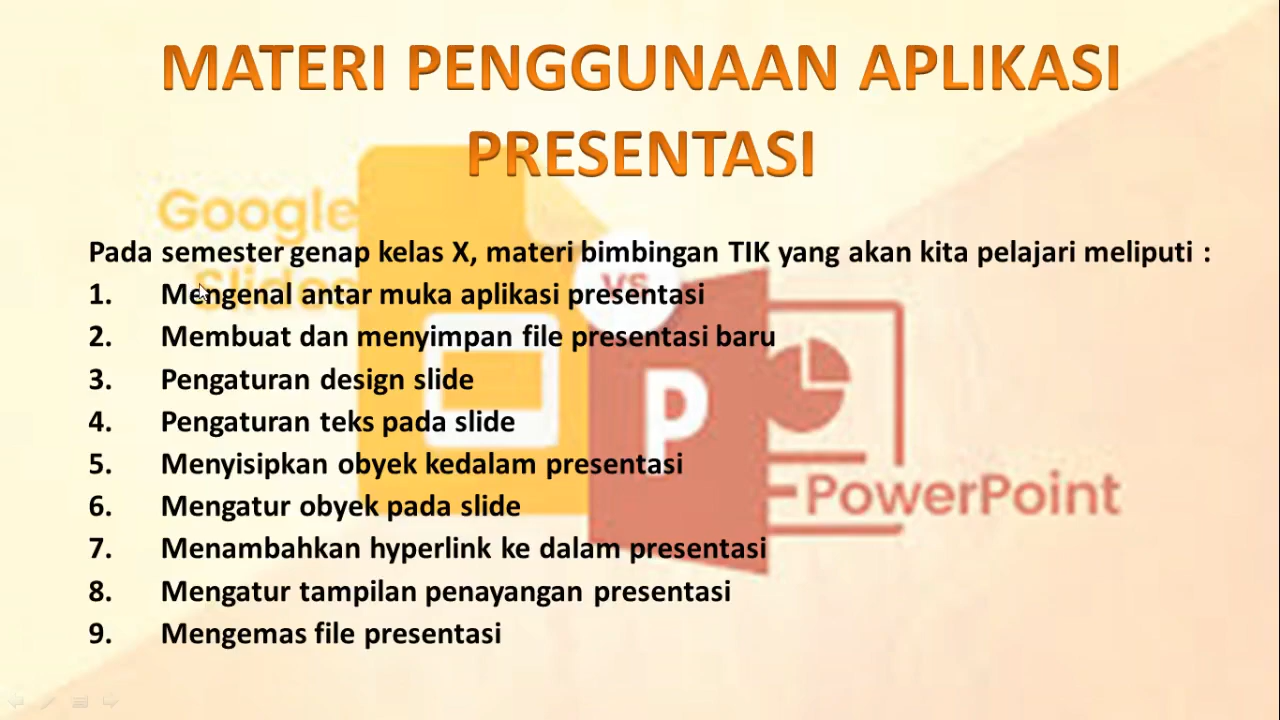 MATERI PENGGUNAAN APLIKASI
PRESENTASI
Google
Slides
VS
P
PowerPoint
Pada semester genap kelas X, materi bimbingan TIK yang akan kita pelajari meliputi :
1. Mengenal antar muka aplikasi presentasi
2. Membuat dan menyimpan file presentasi baru
3. Pengaturan design slide
4. Pengaturan teks pada slide
5. Menyisipkan obyek kedalam presentasi
6. Mengatur obyek pada slide
7. Menambahkan hyperlink ke dalam presentasi
8. Mengatur tampilan penayangan presentasi
9. Mengemas file presentasi